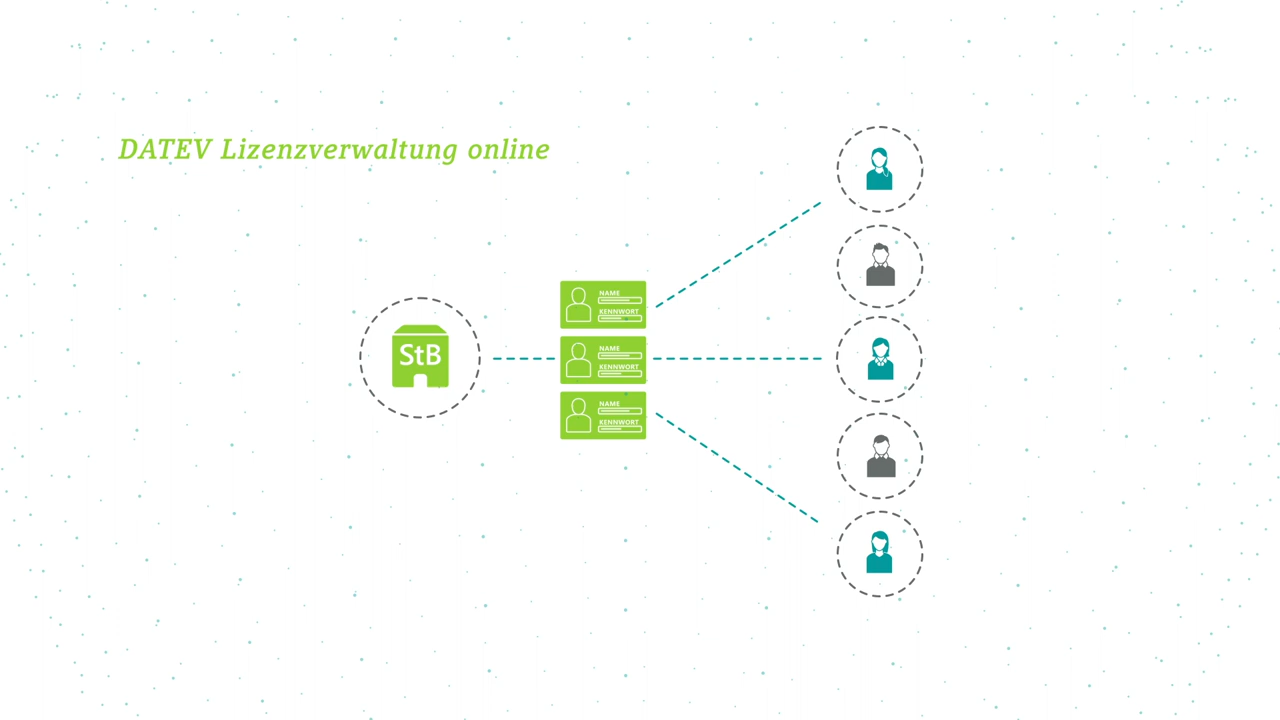 DATEV Lizenzverwaltung online
StB
NAME
KENNWORT
NAME
KENNWORT
NAME
KENNWORT